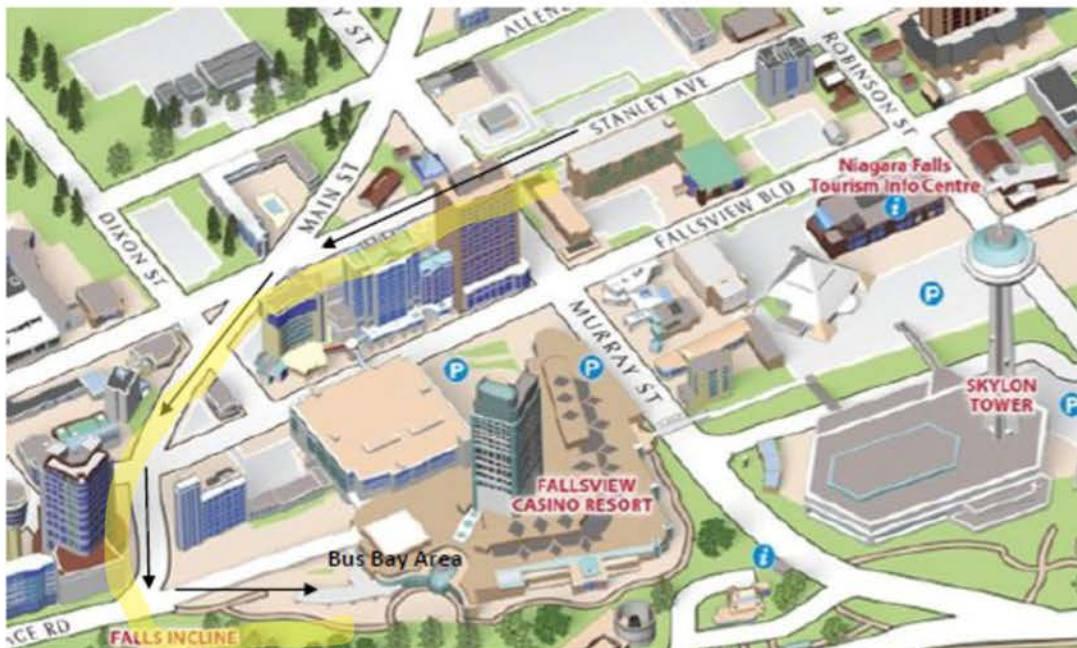 STANLEY AVE
ROBINSON ST
Niagara Falls
Tourism Info Centre
MAIN ST
DIXON ST
FALLSVIEW BLD
P
MURRAY ST
P
P
SKYLON
TOWER
P
FALLSVIEW
CASINO RESORT
Bus Bay Area
FALLS INCLINE